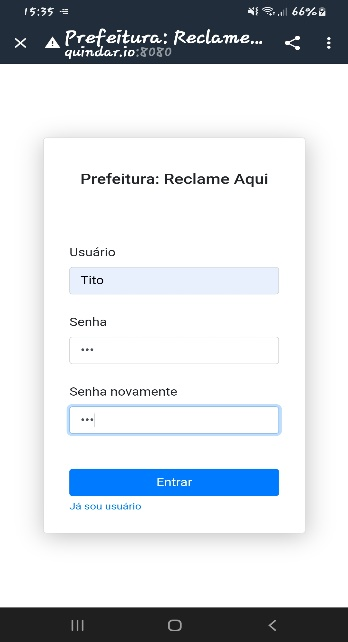 15:35
66%
Prefeitura: Reclame...
quindar.io:8080
Prefeitura: Reclame Aqui
Usuário
Tito
Senha
•••
Senha novamente
•••
Entrar
Já sou usuário